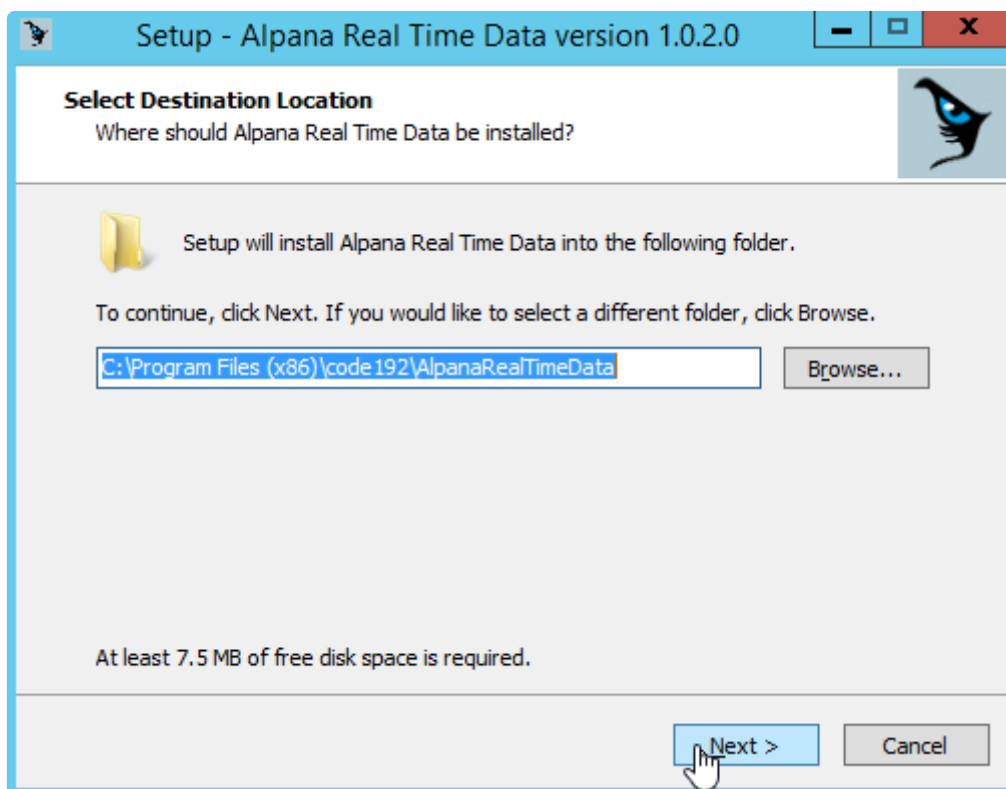 Setup - Alpana Real Time Data version 1.0.2.0
Select Destination Location
Where should Alpana Real Time Data be installed?
Setup will install Alpana Real Time Data into the following folder.
To continue, click Next. If you would like to select a different folder, click Browse.
C:\Program Files (x86)\code192\AlpanaRealTimeData
Browse...
At least 7.5 MB of free disk space is required.
Next >
Cancel